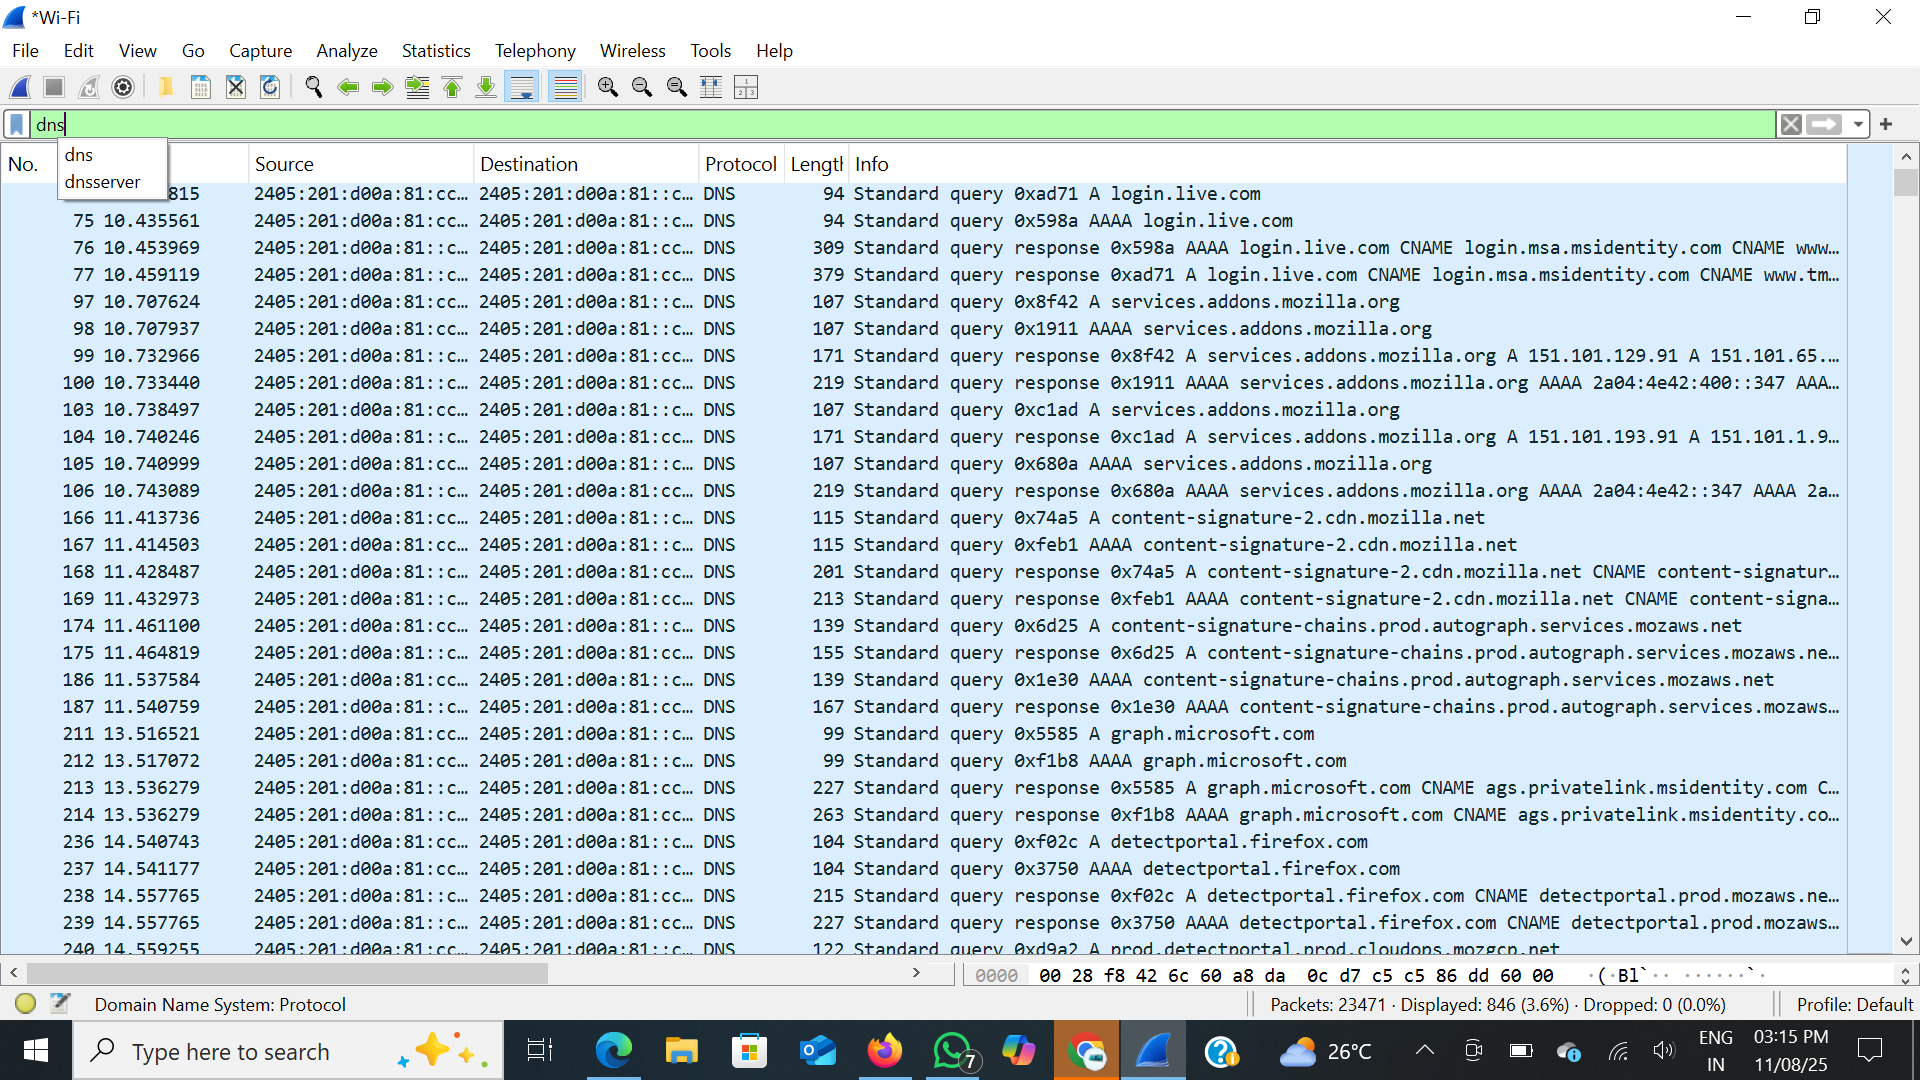 *Wi-Fi
File Edit View Go Capture Analyze Statistics Telephony Wireless Tools Help
dns
dns
dnsserver
No. Source Destination Protocol Length Info
815 2405:201:d00a:81:cc… 2405:201:d00a:81::c… DNS 94 Standard query 0xad71 A login.live.com
75 10.435561 2405:201:d00a:81:cc… 2405:201:d00a:81::c… DNS 94 Standard query 0x598a AAAA login.live.com
76 10.453969 2405:201:d00a:81::c… 2405:201:d00a:81:cc… DNS 309 Standard query response 0x598a AAAA login.live.com CNAME login.msa.msidentity.com CNAME www…
77 10.459119 2405:201:d00a:81::c… 2405:201:d00a:81:cc… DNS 379 Standard query response 0xad71 A login.live.com CNAME login.msa.msidentity.com CNAME www.tm…
97 10.707624 2405:201:d00a:81:cc… 2405:201:d00a:81::c… DNS 107 Standard query 0x8f42 A services.addons.mozilla.org
98 10.707937 2405:201:d00a:81:cc… 2405:201:d00a:81::c… DNS 107 Standard query 0x1911 AAAA services.addons.mozilla.org
99 10.732966 2405:201:d00a:81::c… 2405:201:d00a:81:cc… DNS 171 Standard query response 0x8f42 A services.addons.mozilla.org A 151.101.129.91 A 151.101.65.…
100 10.733440 2405:201:d00a:81::c… 2405:201:d00a:81:cc… DNS 219 Standard query response 0x1911 AAAA services.addons.mozilla.org AAAA 2a04:4e42:400::347 AAA…
103 10.738497 2405:201:d00a:81:cc… 2405:201:d00a:81::c… DNS 107 Standard query 0xc1ad A services.addons.mozilla.org
104 10.740246 2405:201:d00a:81::c… 2405:201:d00a:81:cc… DNS 171 Standard query response 0xc1ad A services.addons.mozilla.org A 151.101.193.91 A 151.101.1.9…
105 10.740999 2405:201:d00a:81:cc… 2405:201:d00a:81::c… DNS 107 Standard query 0x680a AAAA services.addons.mozilla.org
106 10.743089 2405:201:d00a:81::c… 2405:201:d00a:81:cc… DNS 219 Standard query response 0x680a AAAA services.addons.mozilla.org AAAA 2a04:4e42::347 AAAA 2a…
166 11.413736 2405:201:d00a:81:cc… 2405:201:d00a:81::c… DNS 115 Standard query 0x74a5 A content-signature-2.cdn.mozilla.net
167 11.414503 2405:201:d00a:81:cc… 2405:201:d00a:81::c… DNS 115 Standard query 0xfeb1 AAAA content-signature-2.cdn.mozilla.net
168 11.428487 2405:201:d00a:81::c… 2405:201:d00a:81:cc… DNS 201 Standard query response 0x74a5 A content-signature-2.cdn.mozilla.net CNAME content-signatur…
169 11.432973 2405:201:d00a:81::c… 2405:201:d00a:81:cc… DNS 213 Standard query response 0xfeb1 AAAA content-signature-2.cdn.mozilla.net CNAME content-signa…
174 11.461100 2405:201:d00a:81:cc… 2405:201:d00a:81::c… DNS 139 Standard query 0x6d25 A content-signature-chains.prod.autograph.services.mozaws.net
175 11.464819 2405:201:d00a:81::c… 2405:201:d00a:81:cc… DNS 155 Standard query response 0x6d25 A content-signature-chains.prod.autograph.services.mozaws.ne…
186 11.537584 2405:201:d00a:81:cc… 2405:201:d00a:81::c… DNS 139 Standard query 0x1e30 AAAA content-signature-chains.prod.autograph.services.mozaws.net
187 11.540759 2405:201:d00a:81::c… 2405:201:d00a:81:cc… DNS 167 Standard query response 0x1e30 AAAA content-signature-chains.prod.autograph.services.mozaws…
211 13.516521 2405:201:d00a:81:cc… 2405:201:d00a:81::c… DNS 99 Standard query 0x5585 A graph.microsoft.com
212 13.517072 2405:201:d00a:81:cc… 2405:201:d00a:81::c… DNS 99 Standard query 0xf1b8 AAAA graph.microsoft.com
213 13.536279 2405:201:d00a:81::c… 2405:201:d00a:81:cc… DNS 227 Standard query response 0x5585 A graph.microsoft.com CNAME ags.privatelink.msidentity.com C…
214 13.536279 2405:201:d00a:81::c… 2405:201:d00a:81:cc… DNS 263 Standard query response 0xf1b8 AAAA graph.microsoft.com CNAME ags.privatelink.msidentity.co…
236 14.540743 2405:201:d00a:81:cc… 2405:201:d00a:81::c… DNS 104 Standard query 0xf02c A detectportal.firefox.com
237 14.541177 2405:201:d00a:81:cc… 2405:201:d00a:81::c… DNS 104 Standard query 0x3750 AAAA detectportal.firefox.com
238 14.557765 2405:201:d00a:81::c… 2405:201:d00a:81:cc… DNS 215 Standard query response 0xf02c A detectportal.firefox.com CNAME detectportal.prod.mozaws.ne…
239 14.557765 2405:201:d00a:81::c… 2405:201:d00a:81:cc… DNS 227 Standard query response 0x3750 AAAA detectportal.firefox.com CNAME detectportal.prod.mozaws…
240 14.559255 2405:201:d00a:81:cc… 2405:201:d00a:81::c… DNS 122 Standard query 0xd9a2 A prod.detectportal.prod.cloudops.mozgcp.net
0000 00 28 f8 42 6c 60 a8 da 0c d7 c5 c5 86 dd 60 00 ·(·Bl`·· ······`·
Domain Name System: Protocol Packets: 23471 · Displayed: 846 (3.6%) · Dropped: 0 (0.0%) Profile: Default
Type here to search 7 26°C ENG 03:15 PM
IN 11/08/25